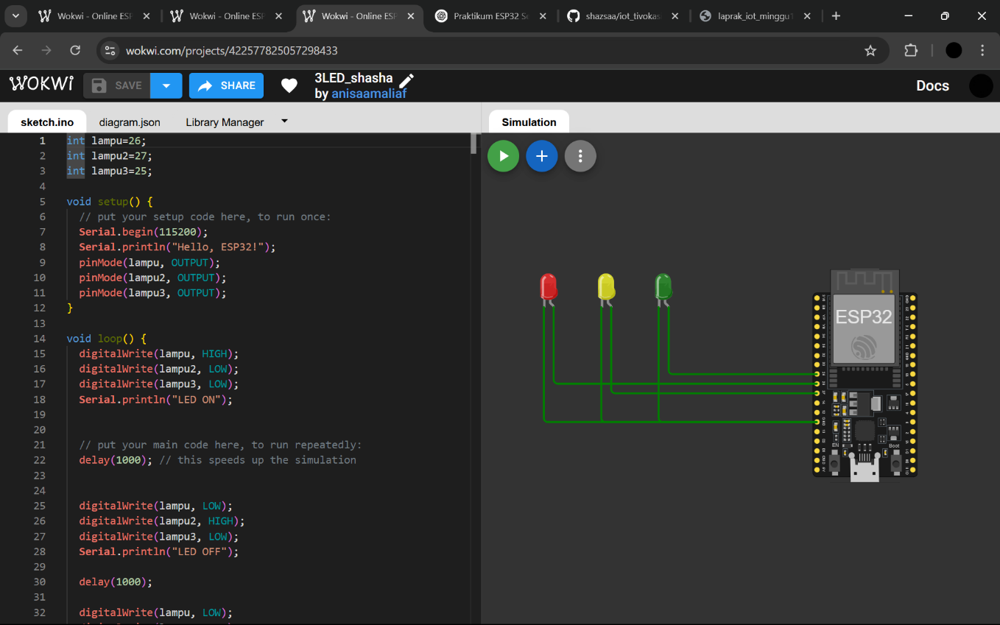 Wokwi - Online ESP
Wokwi - Online ESP
Wokwi - Online ESP
Praktikum ESP32 Se
shazsaa/iot_tivokas
laprak_iot_minggu1
wokwi.com/projects/422577825057298433
WOKWi
SAVE
SHARE
3LED_shasha
by anisaamaliaf
Docs
sketch.ino
diagram.json
Library Manager
Simulation
1 int lampu=26;
2 int lampu2=27;
3 int lampu3=25;
4
5 void setup() {
6 // put your setup code here, to run once:
7 Serial.begin(115200);
8 Serial.println("Hello, ESP32!");
9 pinMode(lampu, OUTPUT);
10 pinMode(lampu2, OUTPUT);
11 pinMode(lampu3, OUTPUT);
12 }
13
14 void loop() {
15 digitalWrite(lampu, HIGH);
16 digitalWrite(lampu2, LOW);
17 digitalWrite(lampu3, LOW);
18 Serial.println("LED ON");
19
20
21 // put your main code here, to run repeatedly:
22 delay(1000); // this speeds up the simulation
23
24
25 digitalWrite(lampu, LOW);
26 digitalWrite(lampu2, HIGH);
27 digitalWrite(lampu3, LOW);
28 Serial.println("LED OFF");
29
30 delay(1000);
31
32 digitalWrite(lampu, LOW);
ESP32
EN
Boot